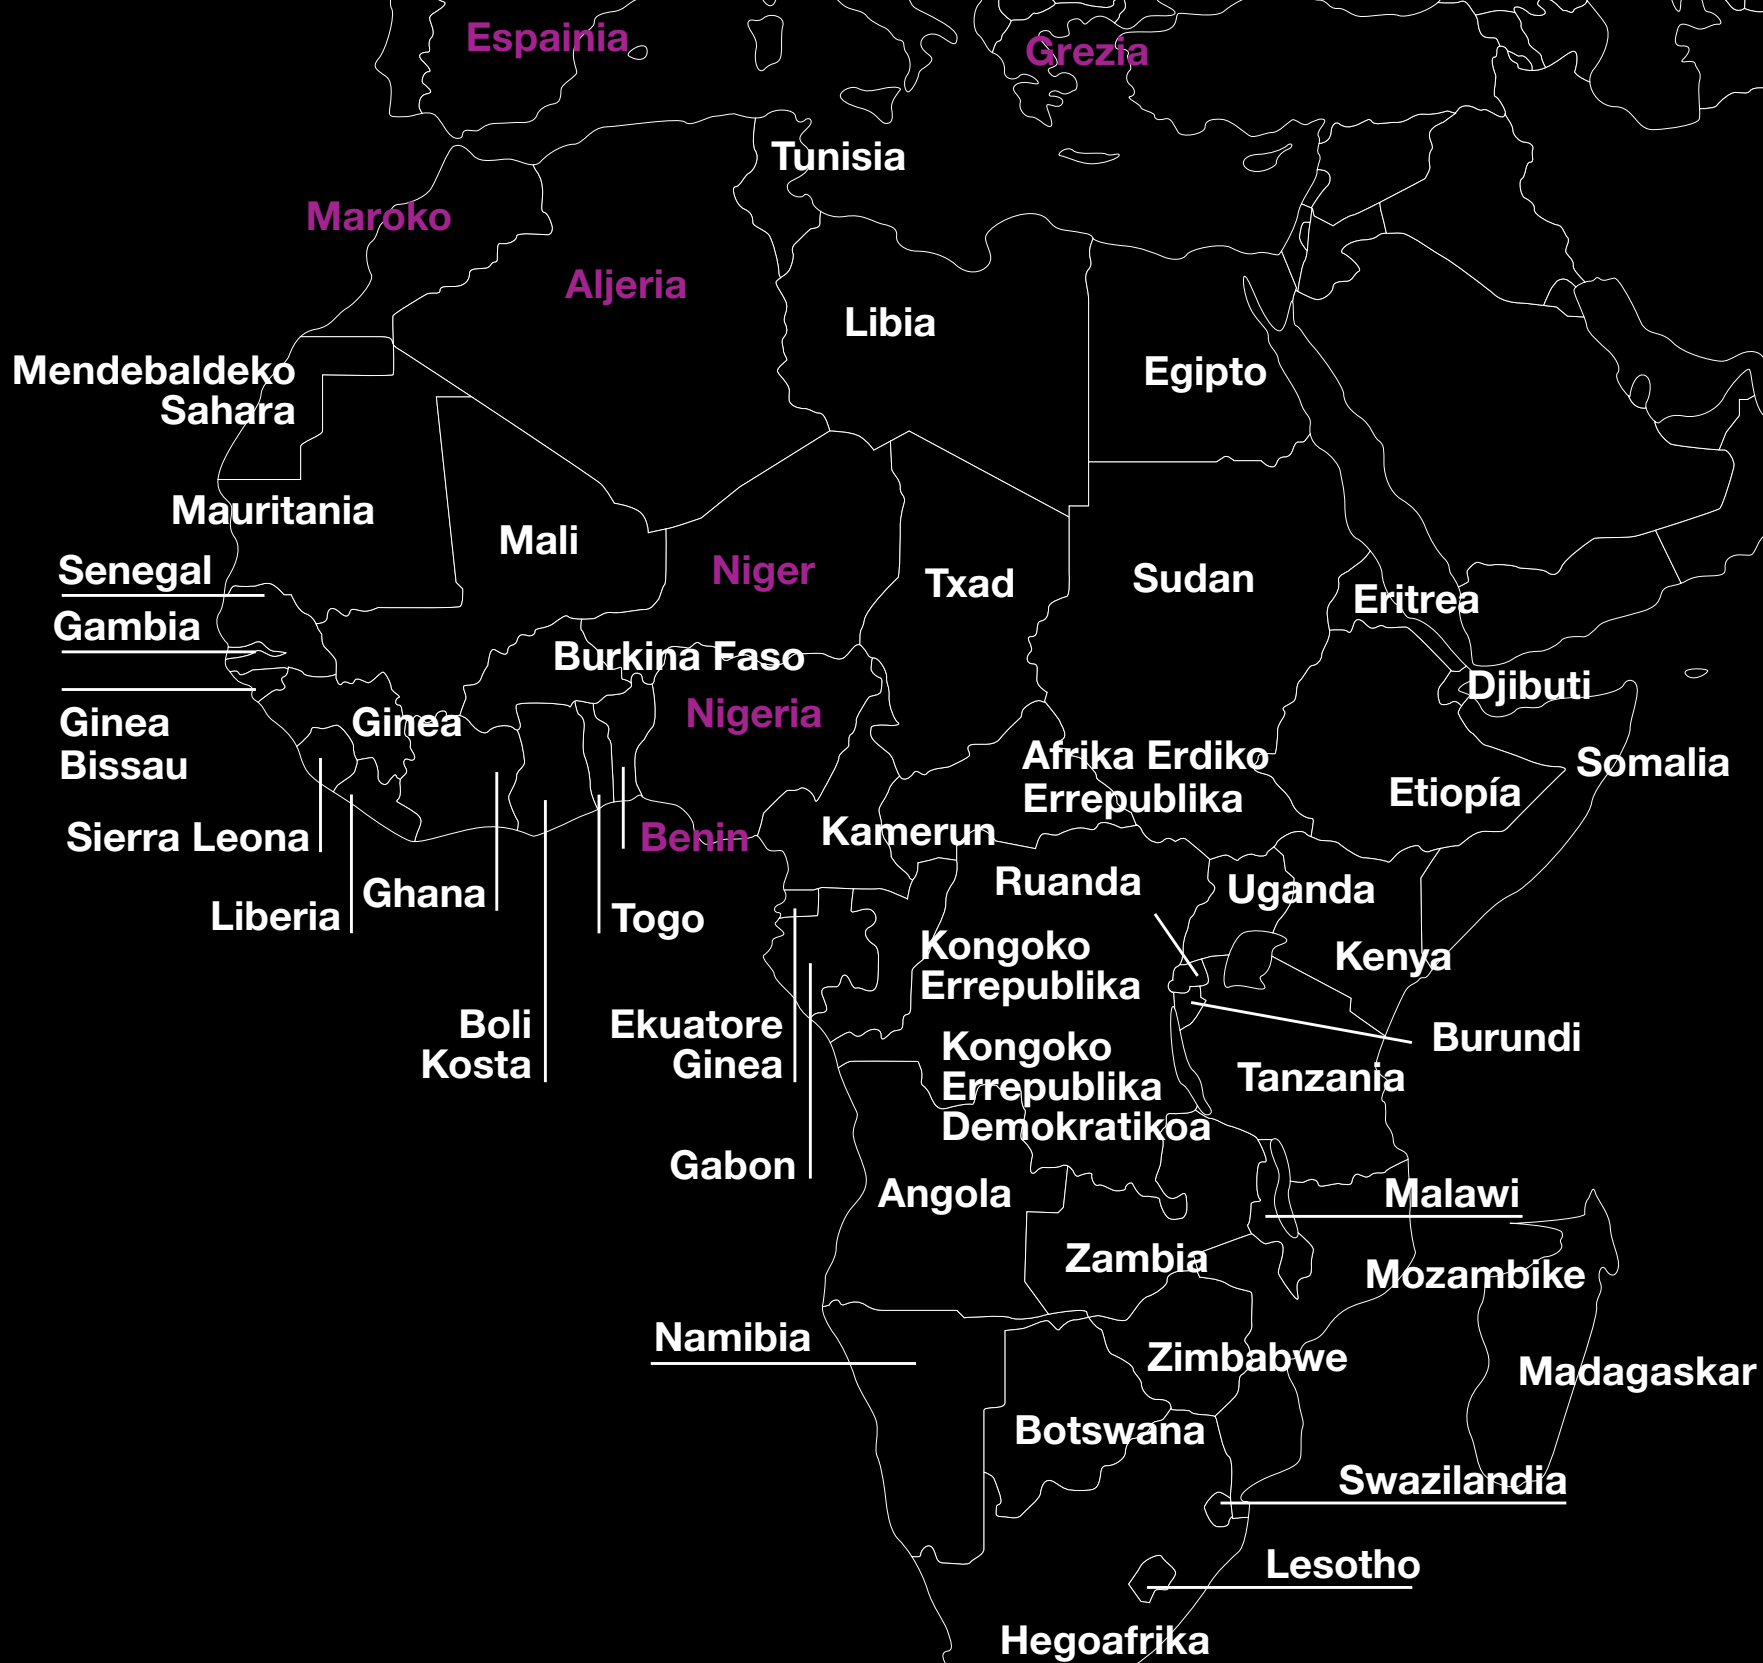 Espainia
Grezia
Tunisia
Maroko
Aljeria
Libia
Egipto
Mendebaldeko
Sahara
Mauritania
Mali
Senegal
Niger
Txad
Sudan
Eritrea
Gambia
Burkina Faso
Djibuti
Ginea
Bissau
Ginea
Nigeria
Afrika Erdiko
Errepublika
Somalia
Etiopía
Sierra Leona
Benin
Kamerun
Liberia
Ghana
Togo
Ruanda
Uganda
Kongoko
Errepublika
Kenya
Boli
Kosta
Ekuatore
Ginea
Kongoko
Errepublika
Demokratikoa
Burundi
Tanzania
Gabon
Angola
Malawi
Zambia
Mozambike
Namibia
Zimbabwe
Madagaskar
Botswana
Swazilandia
Lesotho
Hegoafrika